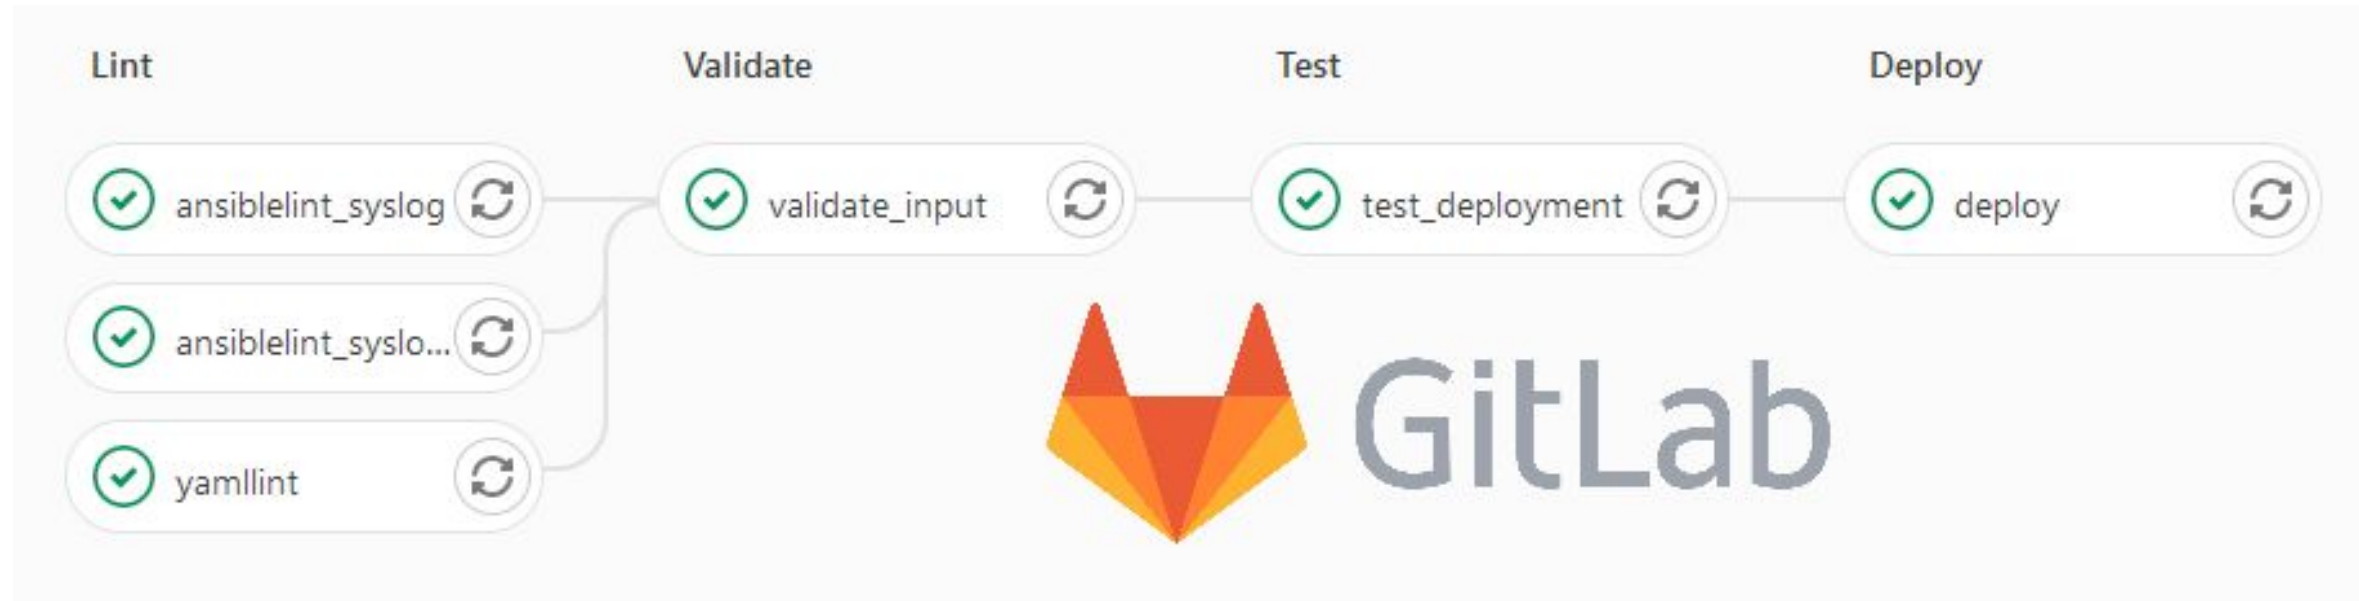 Lint
Validate
Test
Deploy
ansiblelint_syslog
validate_input
test_deployment
deploy
ansiblelint_syslo...
yamllint
GitLab